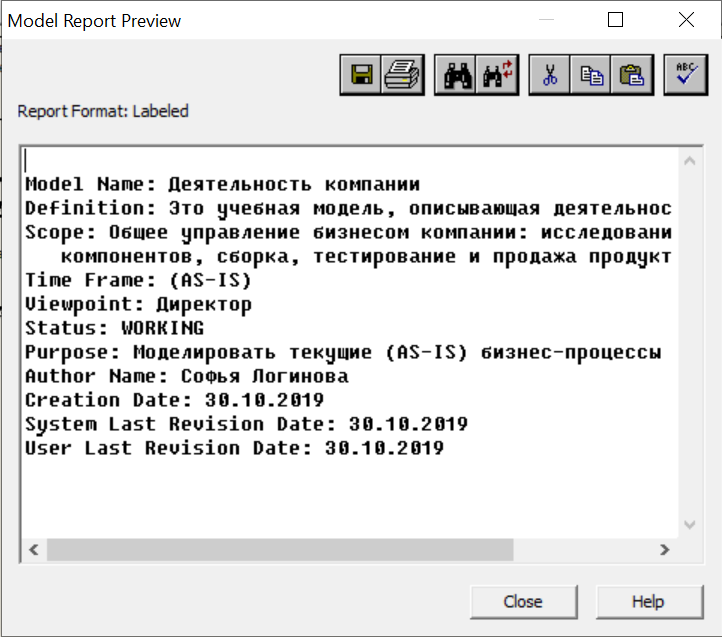 Model Report Preview
ABC
Report Format: Labeled
Model Name: Деятельность компании
Definition: Это учебная модель, описывающая деятельнос
Scope: Общее управление бизнесом компании: исследовани
компонентов, сборка, тестирование и продажа продукт
Time Frame: (AS-IS)
Viewpoint: Директор
Status: WORKING
Purpose: Моделировать текущие (AS-IS) бизнес-процессы
Author Name: Софья Логинова
Creation Date: 30.10.2019
System Last Revision Date: 30.10.2019
User Last Revision Date: 30.10.2019
Close
Help